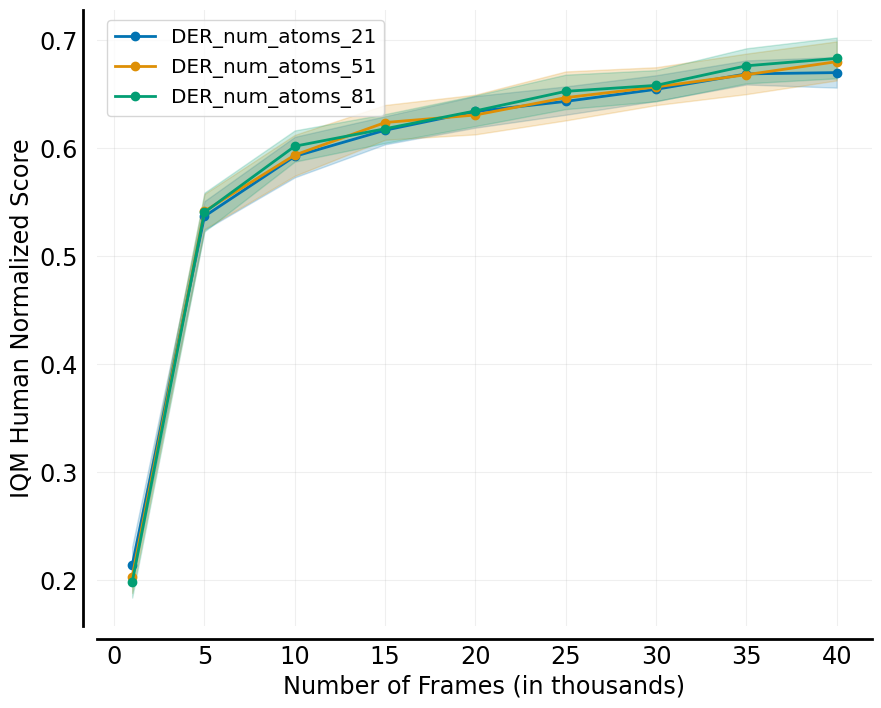 DER_num_atoms_21
DER_num_atoms_51
DER_num_atoms_81
IQM Human Normalized Score
0.7
0.6
0.5
0.4
0.3
0.2
0 5 10 15 20 25 30 35 40
Number of Frames (in thousands)